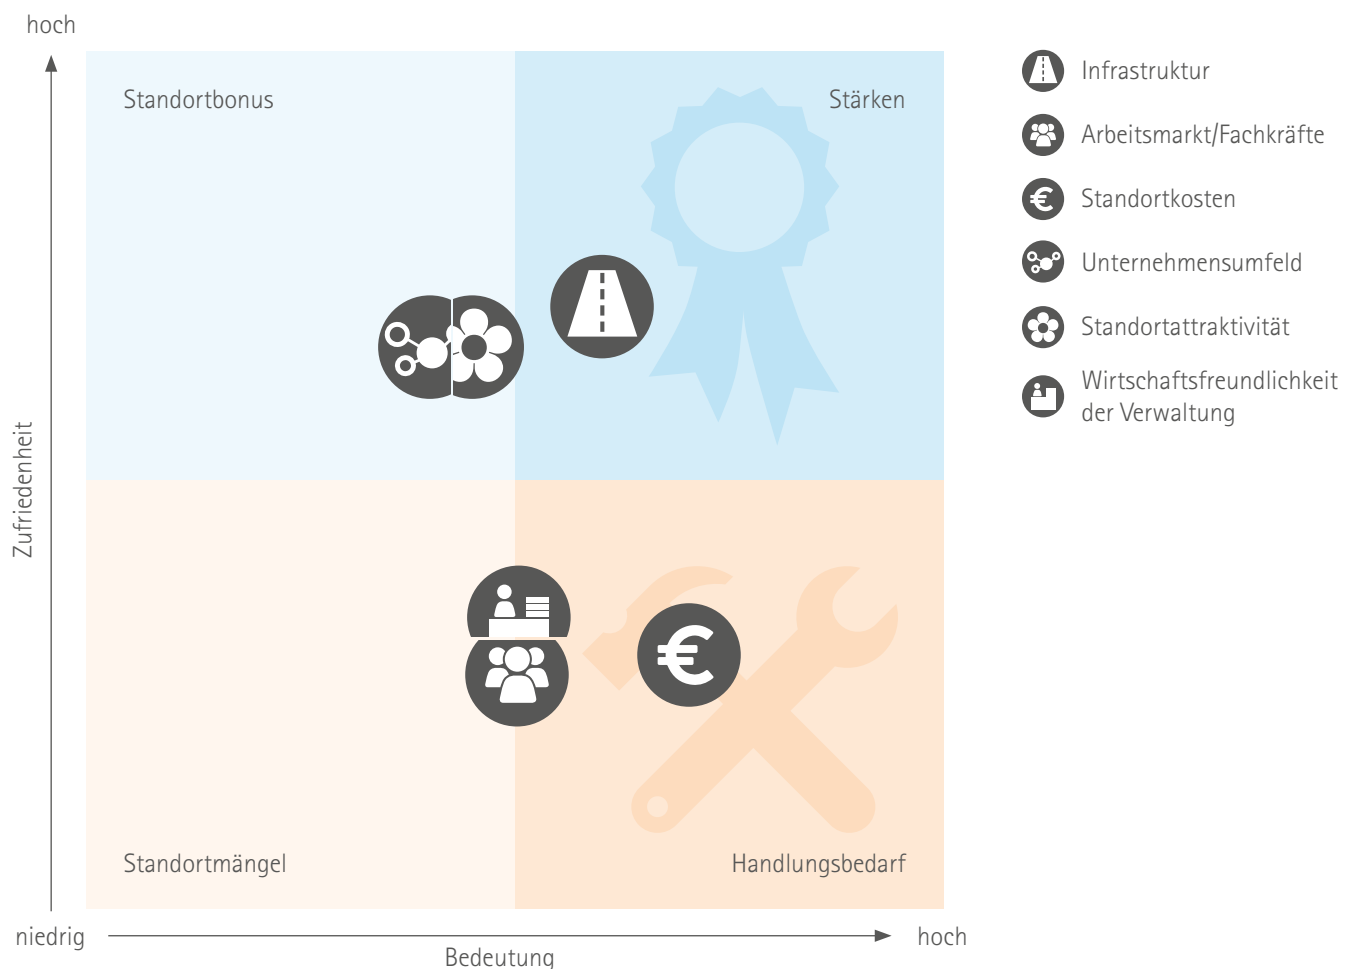 hoch
Standortbonus
Stärken
Standortmängel
Handlungsbedarf
Zufriedenheit
niedrig
hoch
Bedeutung
Infrastruktur
Arbeitsmarkt/Fachkräfte
€ Standortkosten
Unternehmensumfeld
Standortattraktivität
Wirtschaftsfreundlichkeit
der Verwaltung
€